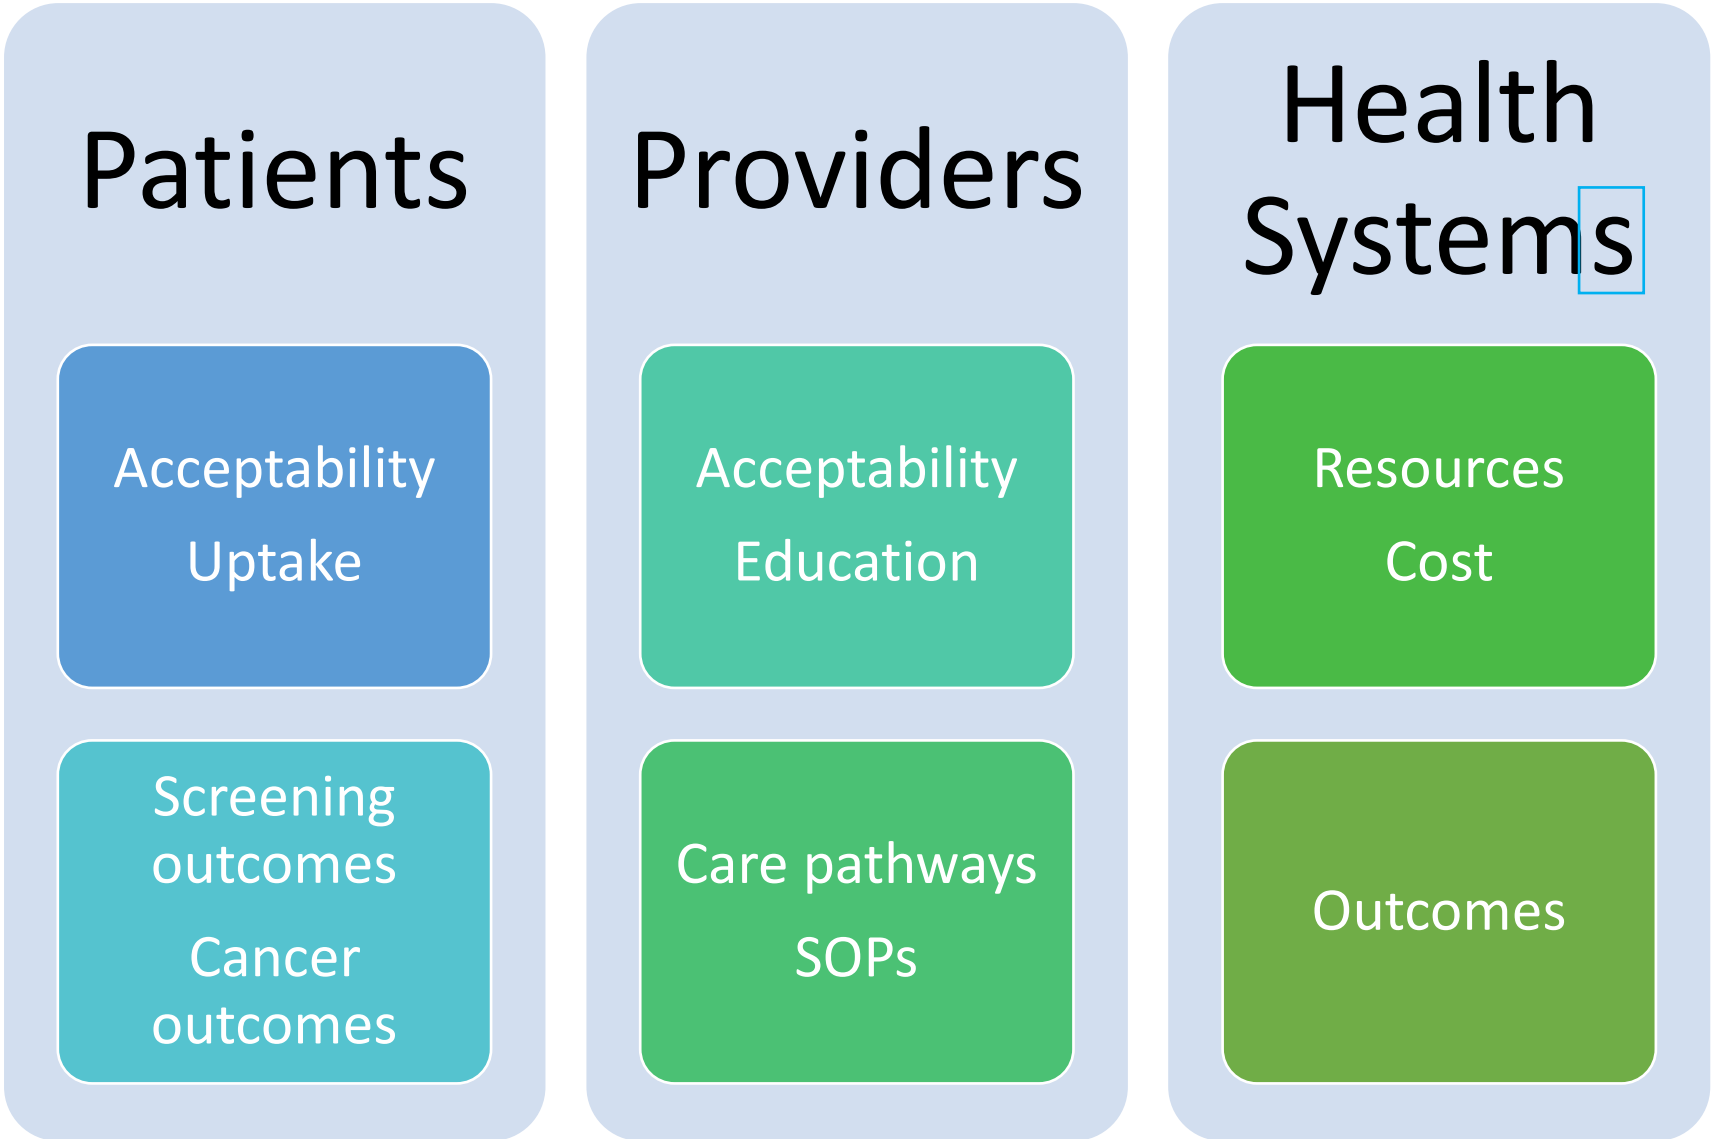 Patients
Acceptability
Uptake
Screening
outcomes
Cancer
outcomes
Providers
Acceptability
Education
Care pathways
SOPs
Health
Systems
Resources
Cost
Outcomes